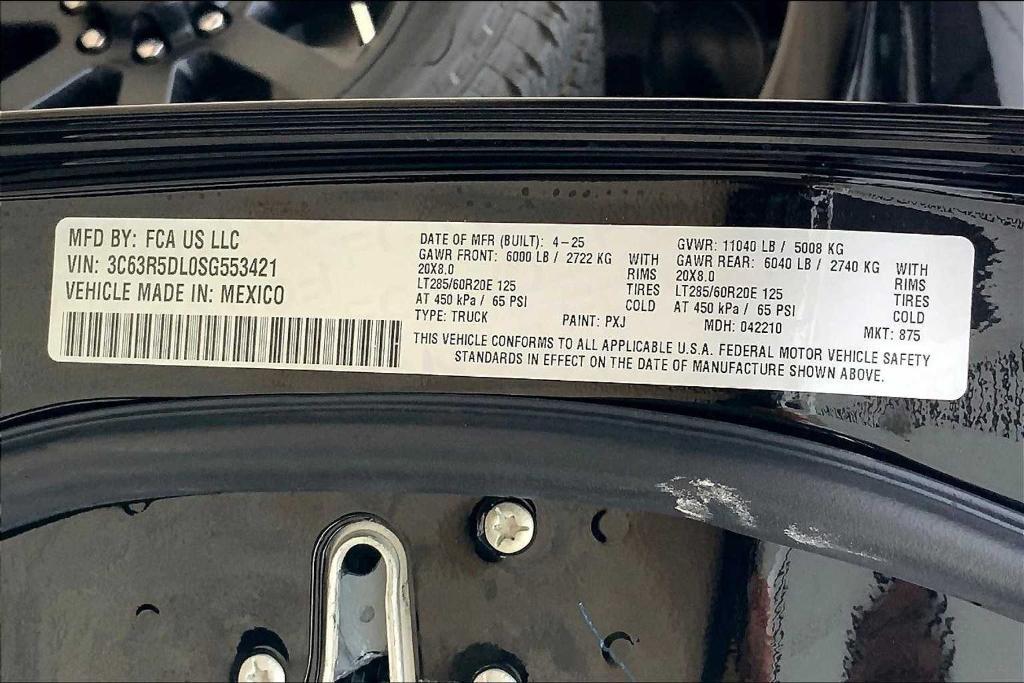 MFD BY: FCA US LLC
VIN: 3C63R5DL0SG553421
VEHICLE MADE IN: MEXICO
DATE OF MFR (BUILT): 4-25
GAWR FRONT: 6000 LB / 2722 KG WITH
20X8.0 RIMS
LT285/60R20E 125 TIRES
AT 450 kPa / 65 PSI COLD
TYPE: TRUCK PAINT: PXJ
GVWR: 11040 LB / 5008 KG
GAWR REAR: 6040 LB / 2740 KG WITH
20X8.0 RIMS
LT285/60R20E 125 TIRES
AT 450 kPa / 65 PSI COLD
MDH: 042210 MKT: 875
THIS VEHICLE CONFORMS TO ALL APPLICABLE U.S.A. FEDERAL MOTOR VEHICLE SAFETY
STANDARDS IN EFFECT ON THE DATE OF MANUFACTURE SHOWN ABOVE.